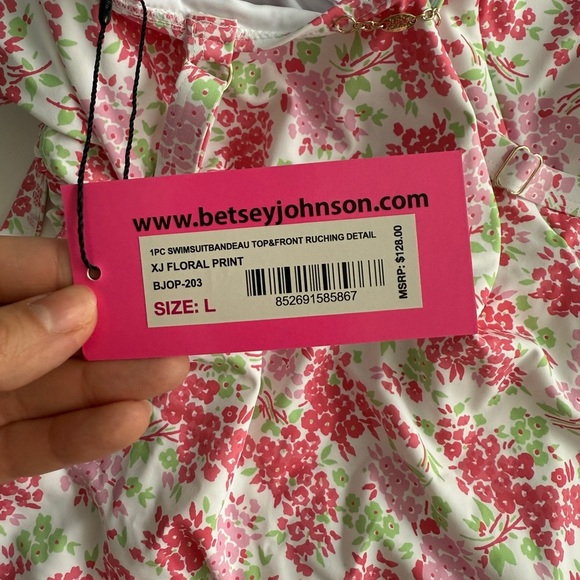 www.betseyjohnson.com
1PC SWIMSUITBANDEAU TOP&FRONT RUCHING DETAIL
XJ FLORAL PRINT
BJOP-203
SIZE: L
852691585867
MSRP: $128.00